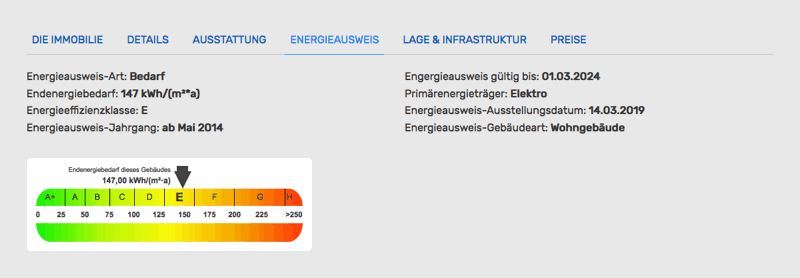 DIE IMMOBILIE DETAILS AUSSTATTUNG ENERGIEAUSWEIS LAGE & INFRASTRUKTUR PREISE
Energieausweis-Art: Bedarf
Endenergiebedarf: 147 kWh/(m²*a)
Energieeffizienzklasse: E
Energieausweis-Jahrgang: ab Mai 2014
Engergieausweis gültig bis: 01.03.2024
Primärenergieträger: Elektro
Energieausweis-Ausstellungsdatum: 14.03.2019
Energieausweis-Gebäudeart: Wohngebäude
Endenergiebedarf dieses Gebäudes
147,00 kWh/(m²·a)
A+ A B C D E F G H
0 25 50 75 100 125 150 175 200 225 >250